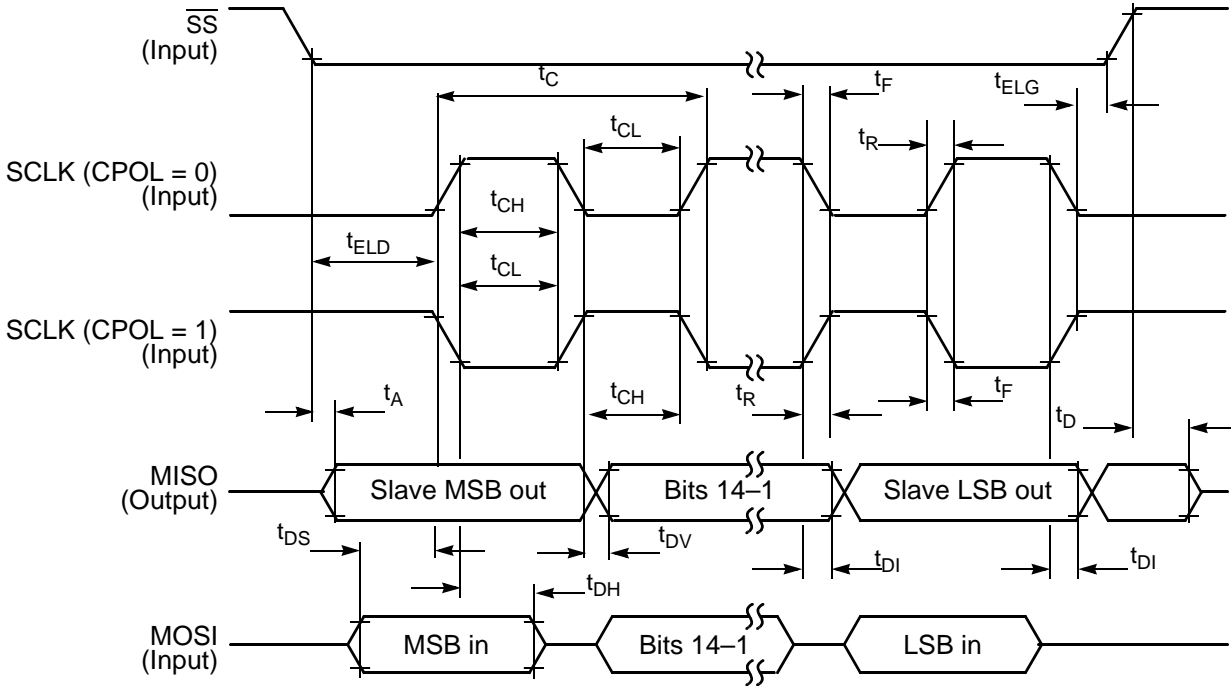 SS
(Input)
tC
tF
tELG
tCL
tR
SCLK (CPOL = 0)
(Input)
tCH
tELD
tCL
SCLK (CPOL = 1)
(Input)
tA
tCH
tR
tF
tD
MISO
(Output)
Slave MSB out
Bits 14–1
Slave LSB out
tDS
tDV
tDI
tDI
tDH
MOSI
(Input)
MSB in
Bits 14–1
LSB in